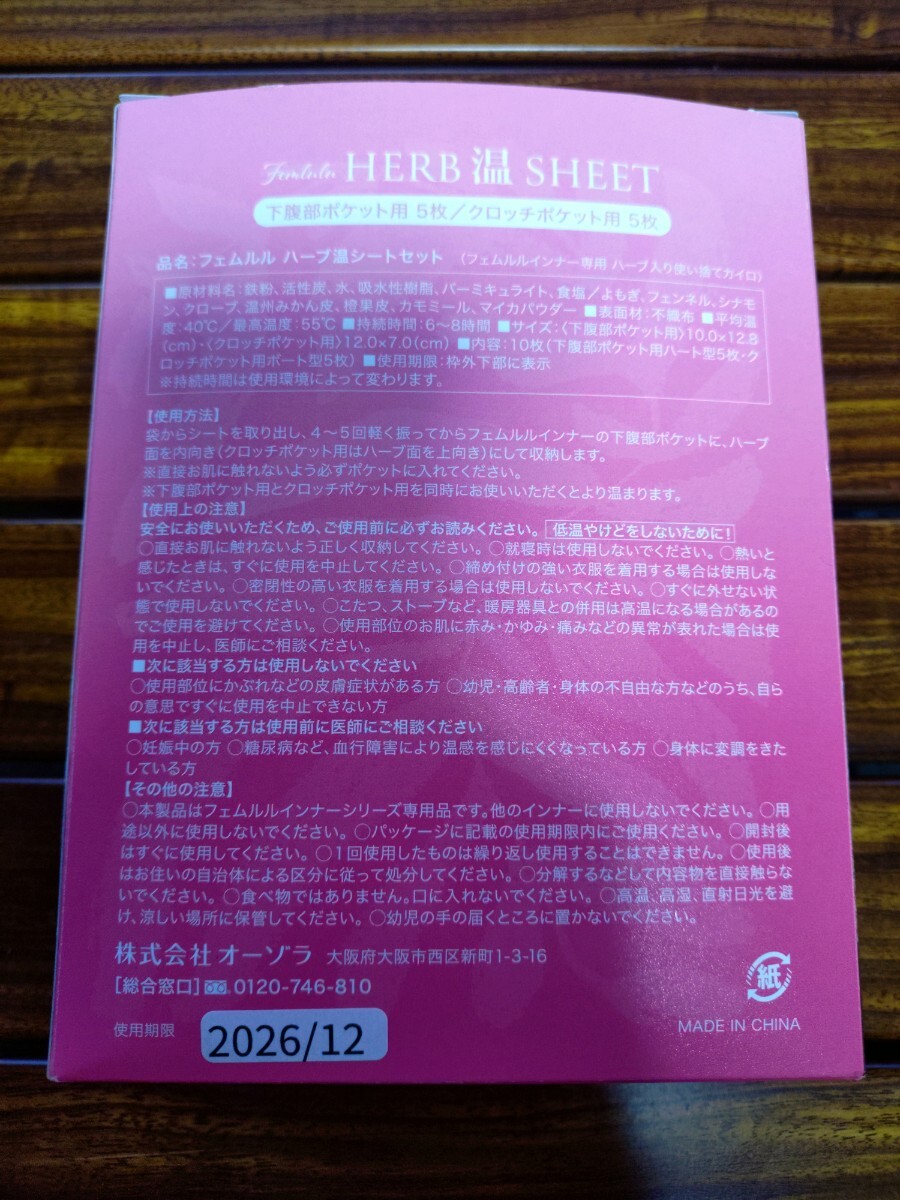 Femlulu HERB 温 SHEET
下腹部ポケット用 5枚／クロッチポケット用 5枚
品名：フェムルル ハーブ温シートセット （フェムルルインナー専用 ハーブ入り使い捨てカイロ）
■原材料名：鉄粉、活性炭、水、吸水性樹脂、バーミキュライト、食塩／よもぎ、フェンネル、シナモ
ン、クローブ、温州みかん皮、橙果皮、カモミール、マイカパウダー ■表面材：不織布 ■平均温
度：40℃／最高温度：55℃ ■持続時間：6～8時間 ■サイズ：〈下腹部ポケット用〉10.0×12.8
(cm)・〈クロッチポケット用〉12.0×7.0(cm) ■内容：10枚(下腹部ポケット用ハート型5枚・ク
ロッチポケット用ボート型5枚) ■使用期限：枠外下部に表示
※持続時間は使用環境によって変わります。
【使用方法】
袋からシートを取り出し、4～5回軽く振ってからフェムルルインナーの下腹部ポケットに、ハーブ
面を内向き(クロッチポケット用はハーブ面を上向き)にして収納します。
※直接お肌に触れないよう必ずポケットに入れてください。
※下腹部ポケット用とクロッチポケット用を同時にお使いいただくとより温まります。
【使用上の注意】
安全にお使いいただくため、ご使用前に必ずお読みください。 低温やけどをしないために！
○直接お肌に触れないよう正しく収納してください。○就寝時は使用しないでください。○熱いと
感じたときは、すぐに使用を中止してください。○締め付けの強い衣服を着用する場合は使用しな
いでください。○密閉性の高い衣服を着用する場合は使用しないでください。○すぐに外せない状
態で使用しないでください。○こたつ、ストーブなど、暖房器具との併用は高温になる場合があるの
でご使用を避けてください。○使用部位のお肌に赤み・かゆみ・痛みなどの異常が表れた場合は使
用を中止し、医師にご相談ください。
■次に該当する方は使用しないでください
○使用部位にかぶれなどの皮膚症状がある方 ○幼児・高齢者・身体の不自由な方などのうち、自ら
の意思ですぐに使用を中止できない方
■次に該当する方は使用前に医師にご相談ください
○妊娠中の方 ○糖尿病など、血行障害により温感を感じにくくなっている方 ○身体に変調をきた
している方
【その他の注意】
○本製品はフェムルルインナーシリーズ専用品です。他のインナーに使用しないでください。○用
途以外に使用しないでください。○パッケージに記載の使用期限内にご使用ください。○開封後
はすぐに使用してください。○1回使用したものは繰り返し使用することはできません。○使用後
はお住いの自治体による区分に従って処分してください。○分解するなどして内容物を直接触らな
いでください。○食べ物ではありません。口に入れないでください。○高温、高湿、直射日光を避
け、涼しい場所に保管してください。○幼児の手の届くところに置かないでください。
株式会社 オーゾラ 大阪府大阪市西区新町1-3-16
［総合窓口］ 0120-746-810
紙
使用期限 2026/12
MADE IN CHINA